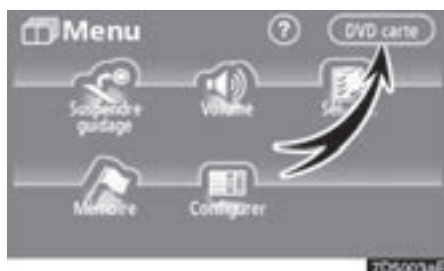 Menu ? DVD carte
Suspendre Volume
guidage
Mémoire Configurer